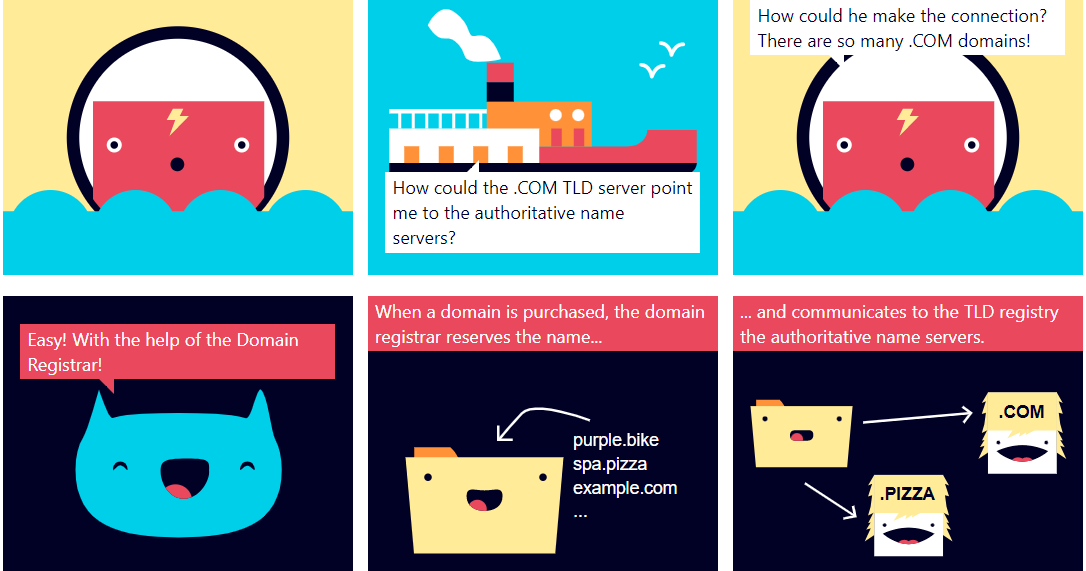 How could the .COM TLD server point
me to the authoritative name
servers?
How could he make the connection?
There are so many .COM domains!
Easy! With the help of the Domain
Registrar!
When a domain is purchased, the domain
registrar reserves the name...
purple.bike
spa.pizza
example.com
...
... and communicates to the TLD registry
the authoritative name servers.
.COM
.PIZZA